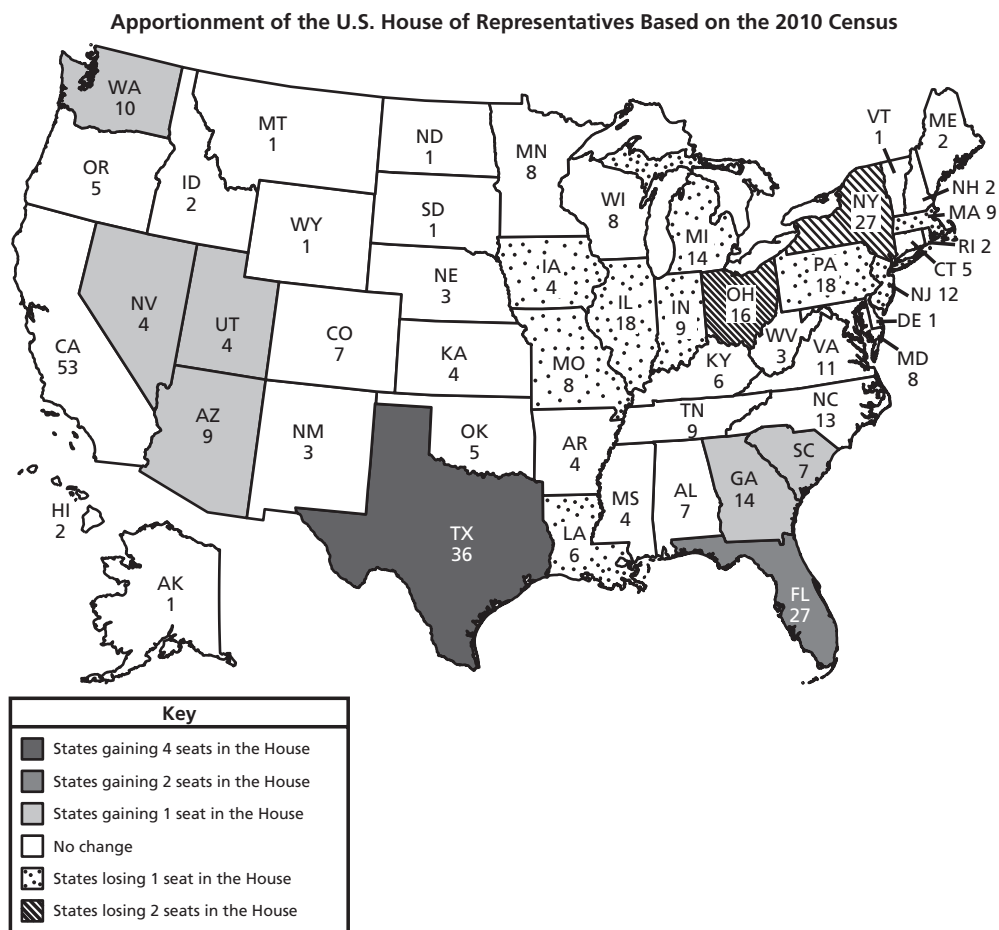 Apportionment of the U.S. House of Representatives Based on the 2010 Census
WA
10
OR
5
ID
2
MT
1
WY
1
ND
1
SD
1
NE
3
MN
8
WI
8
MI
14
IA
4
IL
18
IN
9
OH
16
PA
18
NY
27
VT
1
ME
2
NH 2
MA 9
RI 2
CT 5
NJ 12
DE 1
MD
8
NV
4
UT
4
CO
7
KA
4
MO
8
KY
6
WV
3
VA
11
NC
13
TN
9
SC
7
CA
53
AZ
9
NM
3
OK
5
AR
4
MS
4
AL
7
GA
14
LA
6
TX
36
FL
27
HI
2
AK
1
Key
States gaining 4 seats in the House
States gaining 2 seats in the House
States gaining 1 seat in the House
No change
States losing 1 seat in the House
States losing 2 seats in the House